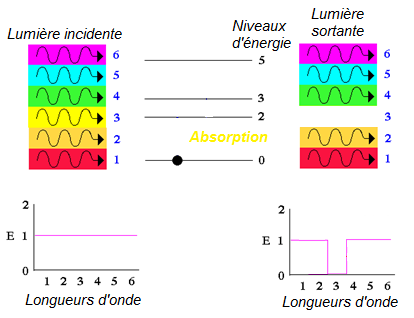 Lumière incidente
6
5
4
3
2
1
Niveaux
d'énergie
5
3
2
Absorption
0
Lumière
sortante
6
5
4
3
2
1
2
E 1
0
1 2 3 4 5 6
Longueurs d'onde
2
E 1
0
1 2 3 4 5 6
Longueurs d'onde